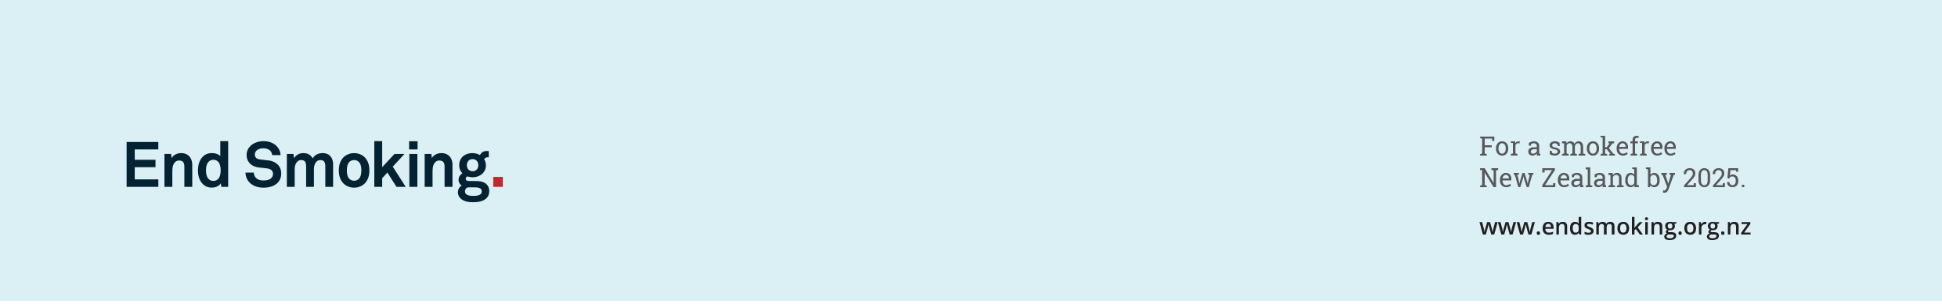 End Smoking.
For a smokefree
New Zealand by 2025.
www.endsmoking.org.nz